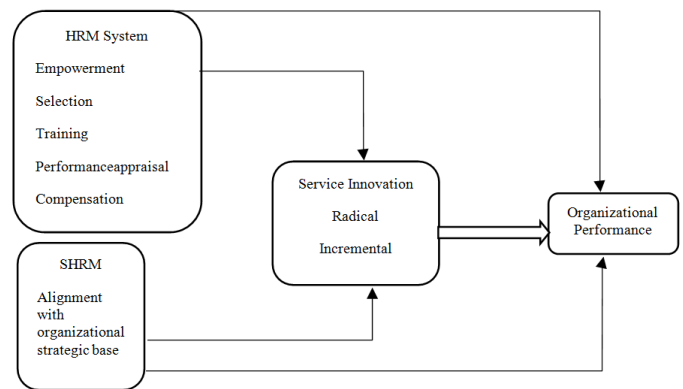 HRM System
Empowerment
Selection
Training
Performanceappraisal
Compensation
SHRM
Alignment
with
organizational
strategic base
Service Innovation
Radical
Incremental
Organizational
Performance